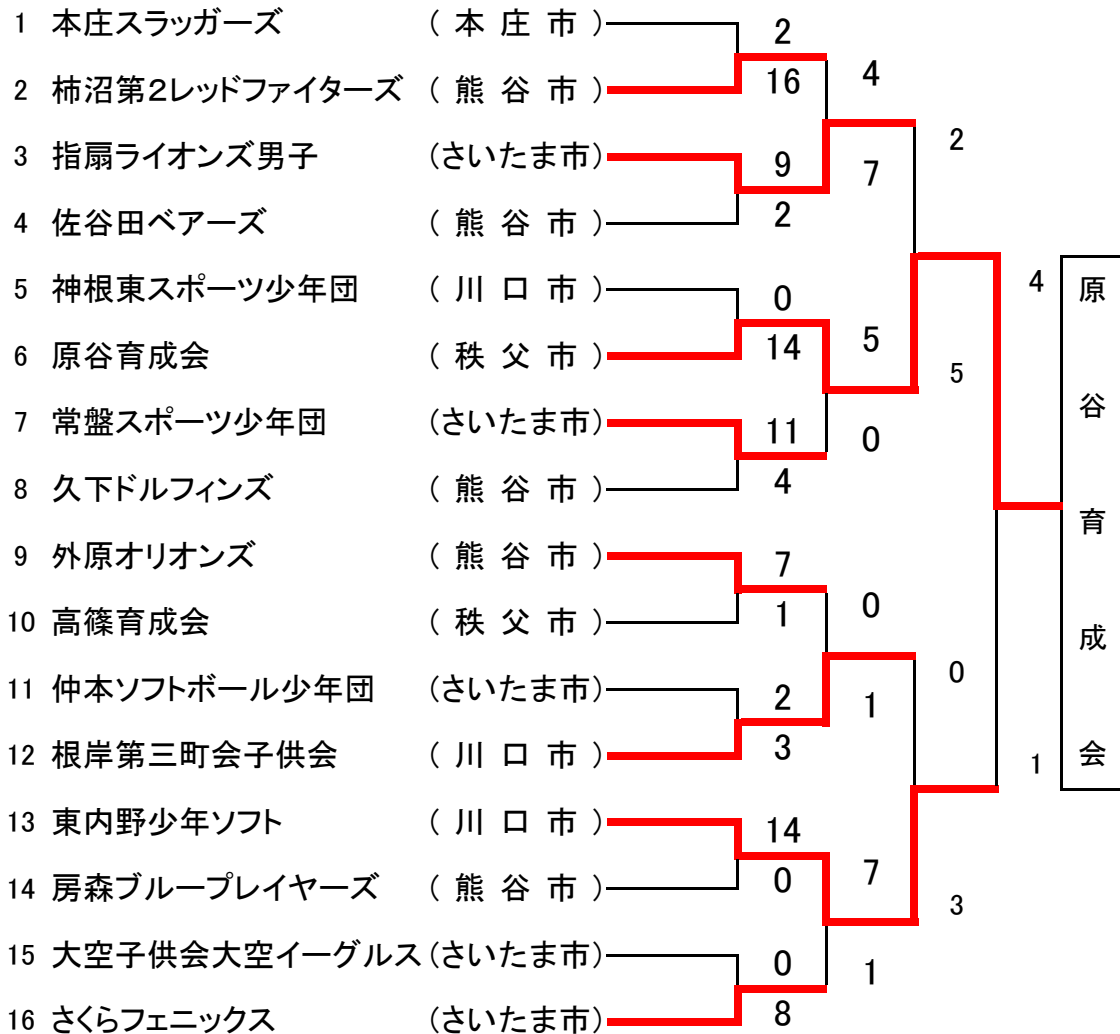 1 本庄スラッガーズ （ 本 庄 市 ）
2 柿沼第2レッドファイターズ （ 熊 谷 市 ）
3 指扇ライオンズ男子 （さいたま市）
4 佐谷田ベアーズ （ 熊 谷 市 ）
5 神根東スポーツ少年団 （ 川 口 市 ）
6 原谷育成会 （ 秩 父 市 ）
7 常盤スポーツ少年団 （さいたま市）
8 久下ドルフィンズ （ 熊 谷 市 ）
9 外原オリオンズ （ 熊 谷 市 ）
10 高篠育成会 （ 秩 父 市 ）
11 仲本ソフトボール少年団 （さいたま市）
12 根岸第三町会子供会 （ 川 口 市 ）
13 東内野少年ソフト （ 川 口 市 ）
14 房森ブループレイヤーズ （ 熊 谷 市 ）
15 大空子供会大空イーグルス （さいたま市）
16 さくらフェニックス （さいたま市）
2
16
9
2
0
14
11
4
7
1
2
3
14
0
0
8
4
7
5
0
0
1
7
1
2
5
0
3
4
1
原谷育成会